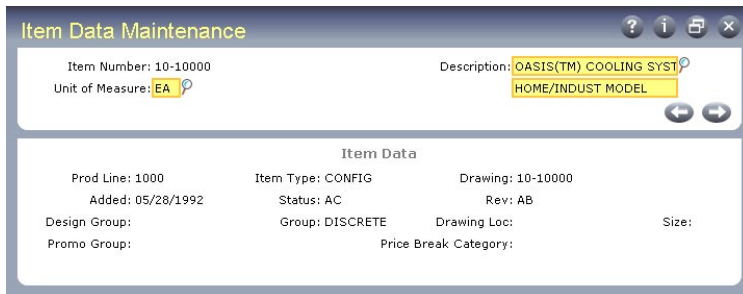 Item Data Maintenance
Item Number: 10-10000 Description: OASIS(TM) COOLING SYST
Unit of Measure: EA HOME/INDUST MODEL
Item Data
Prod Line: 1000 Item Type: CONFIG Drawing: 10-10000
Added: 05/28/1992 Status: AC Rev: AB
Design Group: Group: DISCRETE Drawing Loc: Size:
Promo Group: Price Break Category: